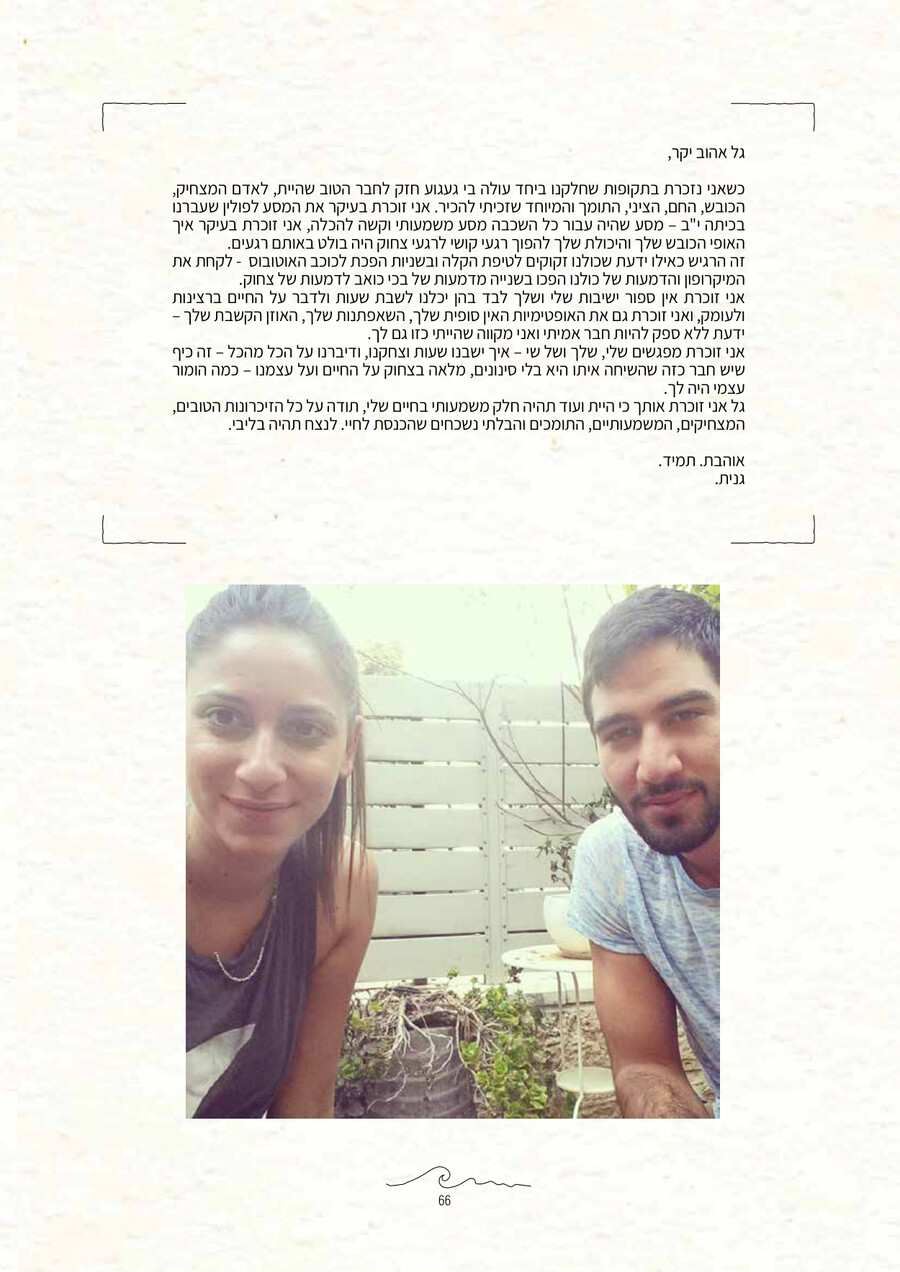 גל אהוב יקר,
כשאני נזכרת בתקופות שחלקנו ביחד עולה בי געגוע חזק לחבר הטוב שהיית, לאדם המצחיק,
הכובש, החם, הציני, התומך והמיוחד שזכיתי להכיר. אני זוכרת בעיקר את המסע לפולין שעברנו
בכיתה י"ב – מסע שהיה עבור כל השכבה מסע משמעותי וקשה להכלה, אני זוכרת בעיקר איך
האופי הכובש שלך והיכולת שלך להפוך רגעי קושי לרגעי צחוק היה בולט באותם רגעים.
זה הרגיש כאילו ידעת שכולנו זקוקים לטיפת הקלה ובשניות הפכת לכוכב האוטובוס - לקחת את
המיקרופון והדמעות של כולנו הפכו בשנייה מדמעות של בכי כואב לדמעות של צחוק.
אני זוכרת אין ספור ישיבות שלי ושלך לבד בהן יכלנו לשבת שעות ולדבר על החיים ברצינות
ולעומק, ואני זוכרת גם את האופטימיות האין סופית שלך, השאפתנות שלך, האוזן הקשבת שלך –
ידעת ללא ספק להיות חבר אמיתי ואני מקווה שהייתי כזו גם לך.
אני זוכרת מפגשים שלי, שלך ושל שי – איך ישבנו שעות וצחקנו, ודיברנו על הכל מהכל – זה כיף
שיש חבר כזה שהשיחה איתו היא בלי סינונים, מלאה בצחוק על החיים ועל עצמנו – כמה הומור
עצמי היה לך.
גל אני זוכרת אותך כי היית ועוד תהיה חלק משמעותי בחיים שלי, תודה על כל הזיכרונות הטובים,
המצחיקים, המשמעותיים, התומכים והבלתי נשכחים שהכנסת לחיי. לנצח תהיה בליבי.
אוהבת. תמיד.
גנית.
66